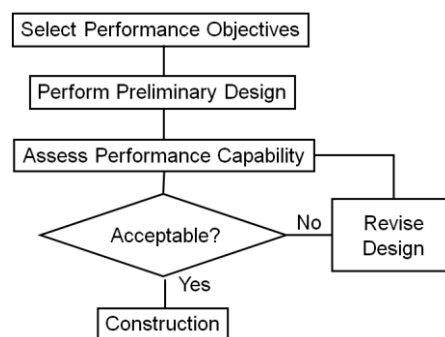 Select Performance Objectives
Perform Preliminary Design
Assess Performance Capability
Acceptable?
No
Revise
Design
Yes
Construction